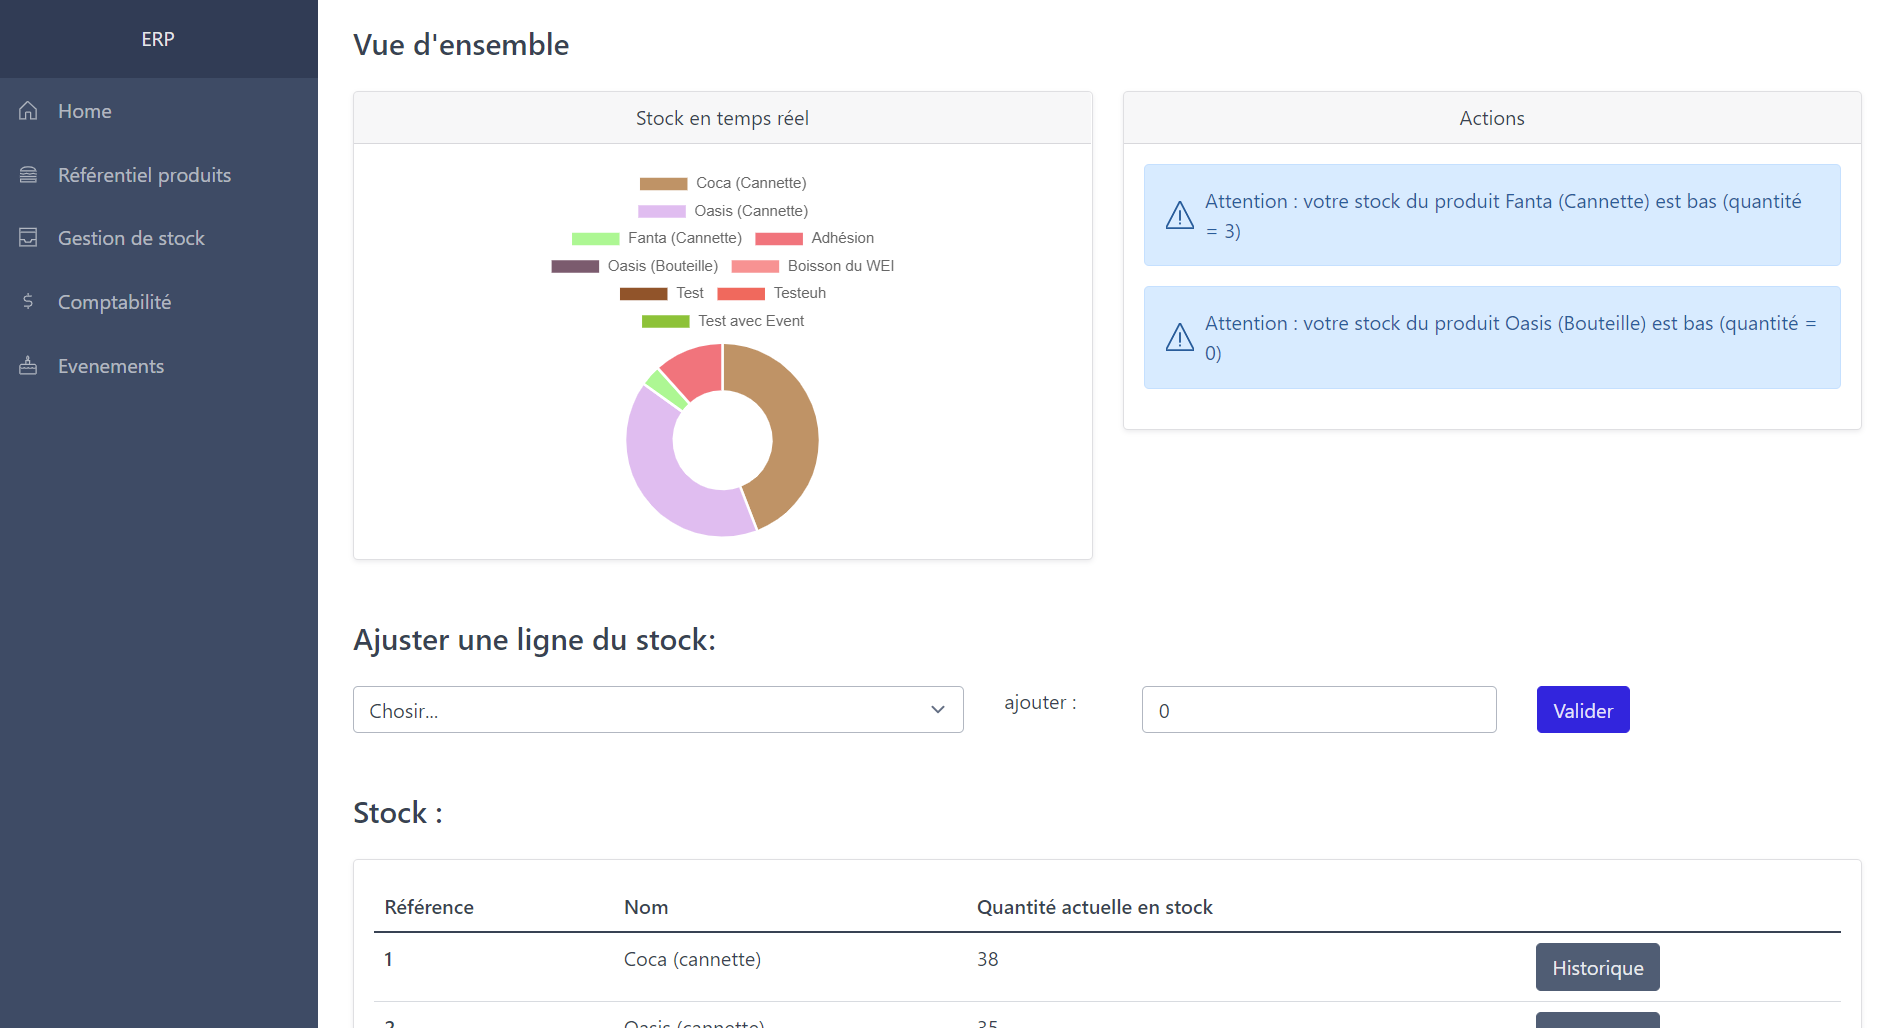 ERP
Home
Référentiel produits
Gestion de stock
Comptabilité
Evenements
Vue d'ensemble
Stock en temps réel
Coca (Cannette)
Oasis (Cannette)
Fanta (Cannette) Adhésion
Oasis (Bouteille) Boisson du WEI
Test Testeuh
Test avec Event
Actions
Attention : votre stock du produit Fanta (Cannette) est bas (quantité
= 3)
Attention : votre stock du produit Oasis (Bouteille) est bas (quantité =
0)
Ajuster une ligne du stock:
Chosir... ajouter : 0 Valider
Stock :
Référence Nom Quantité actuelle en stock
1 Coca (cannette) 38 Historique
2 Oasis (cannette) 35